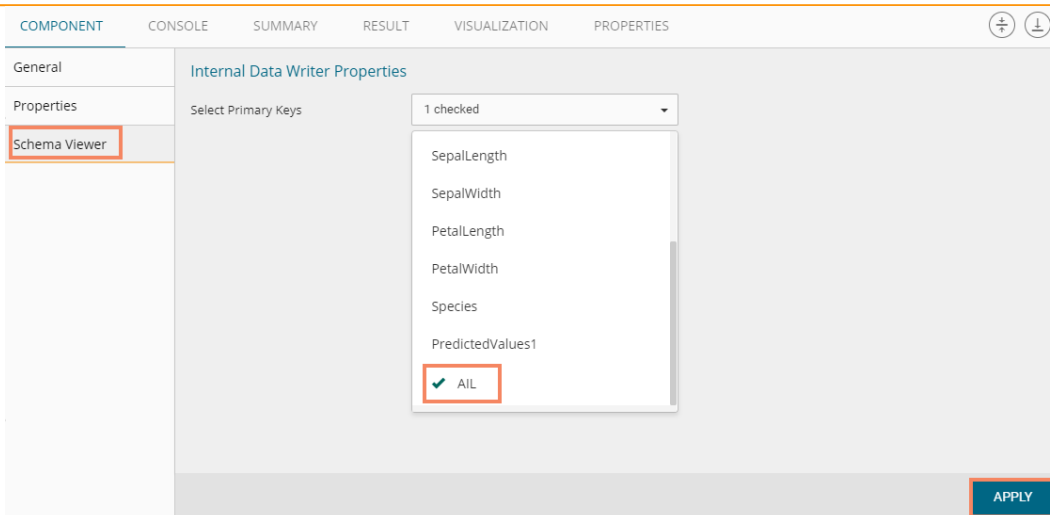 COMPONENT CONSOLE SUMMARY RESULT VISUALIZATION PROPERTIES
General
Internal Data Writer Properties
Properties
Select Primary Keys 1 checked
Schema Viewer
SepalLength
SepalWidth
PetalLength
PetalWidth
Species
PredictedValues1
AIL
APPLY